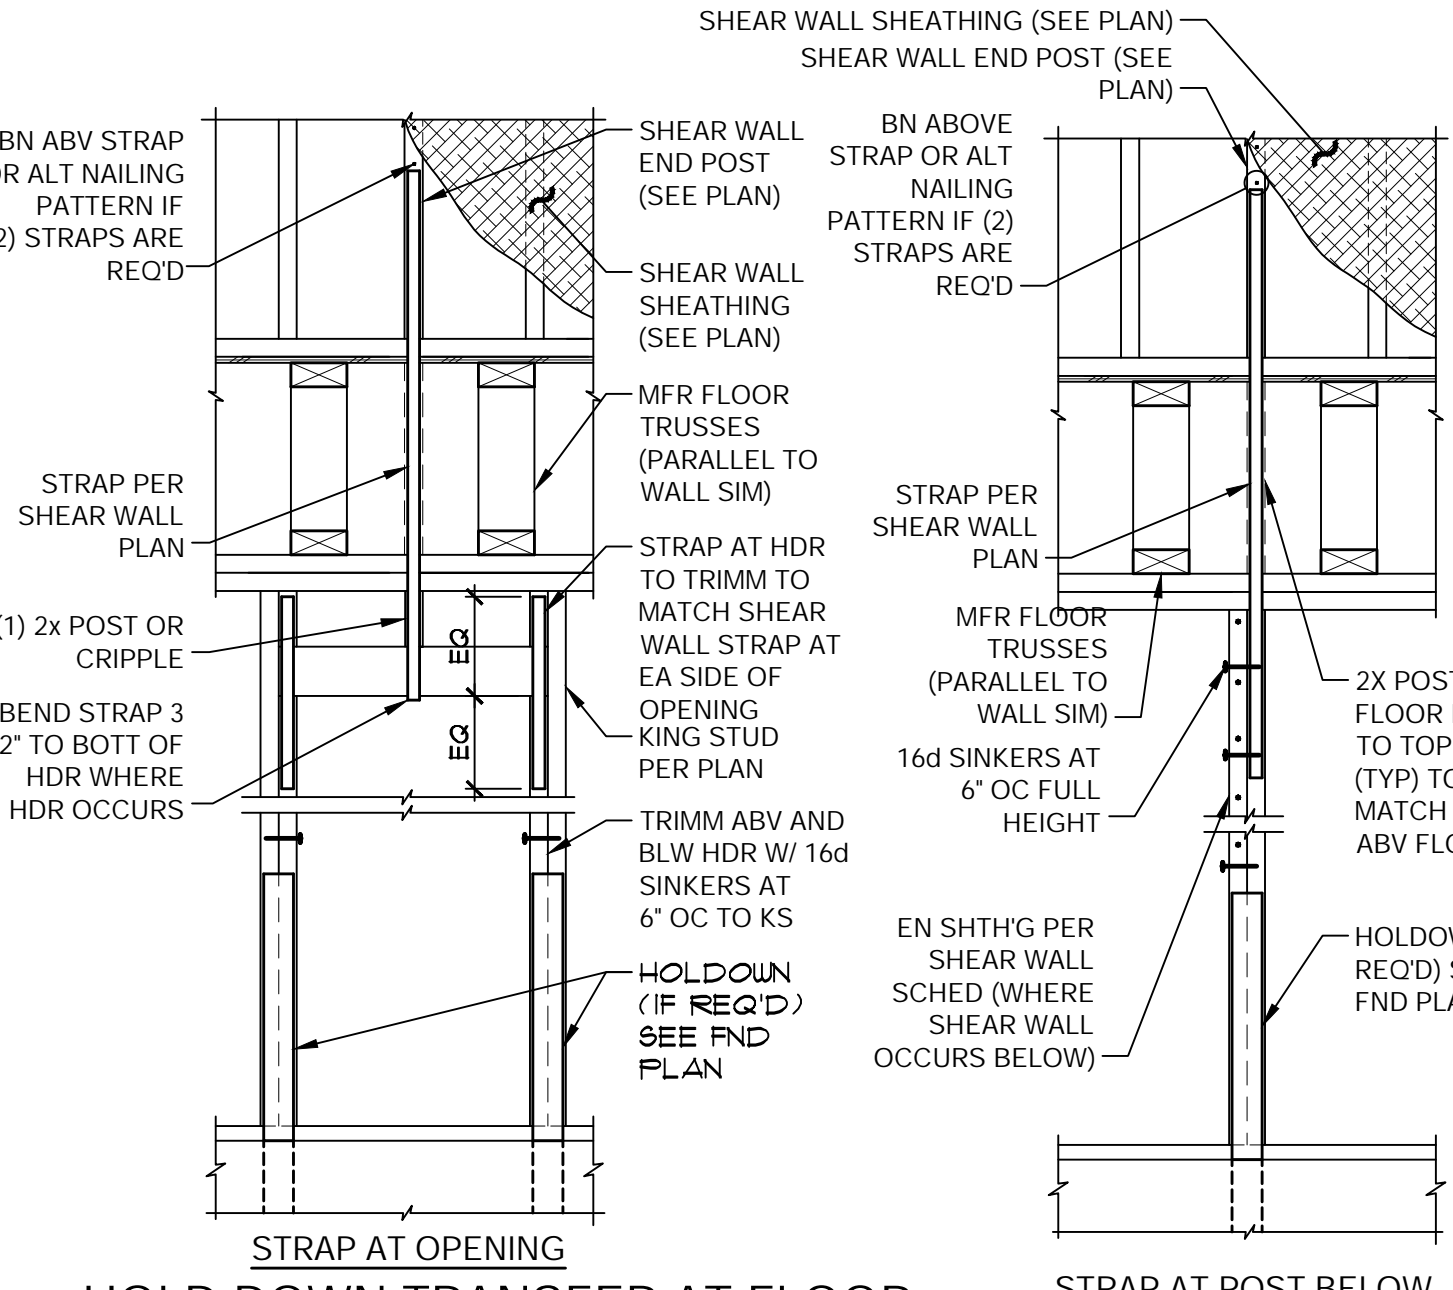 SHEAR WALL SHEATHING (SEE PLAN)
SHEAR WALL END POST (SEE
PLAN)
BN ABV STRAP
OR ALT NAILING
PATTERN IF
2) STRAPS ARE
REQ'D
SHEAR WALL
END POST
(SEE PLAN)
SHEAR WALL
SHEATHING
(SEE PLAN)
MFR FLOOR
TRUSSES
(PARALLEL TO
WALL SIM)
STRAP PER
SHEAR WALL
PLAN
STRAP AT HDR
TO TRIMM TO
MATCH SHEAR
WALL STRAP AT
EA SIDE OF
OPENING
KING STUD
PER PLAN
(1) 2x POST OR
CRIPPLE
EQ
EQ
BEND STRAP 3
2" TO BOTT OF
HDR WHERE
HDR OCCURS
TRIMM ABV AND
BLW HDR W/ 16d
SINKERS AT
6" OC TO KS
HOLDOWN
(IF REQ'D)
SEE FND
PLAN
STRAP AT OPENING
BN ABOVE
STRAP OR ALT
NAILING
PATTERN IF (2)
STRAPS ARE
REQ'D
STRAP PER
SHEAR WALL
PLAN
MFR FLOOR
TRUSSES
(PARALLEL TO
WALL SIM)
16d SINKERS AT
6" OC FULL
HEIGHT
EN SHTH'G PER
SHEAR WALL
SCHED (WHERE
SHEAR WALL
OCCURS BELOW)
2X POST
FLOOR
TO TOP
(TYP) TO
MATCH
ABV FLO
HOLDOW
REQ'D) S
FND PLA
STRAP AT POST BELOW
HOLD DOWN TRANSFER AT FLOOR